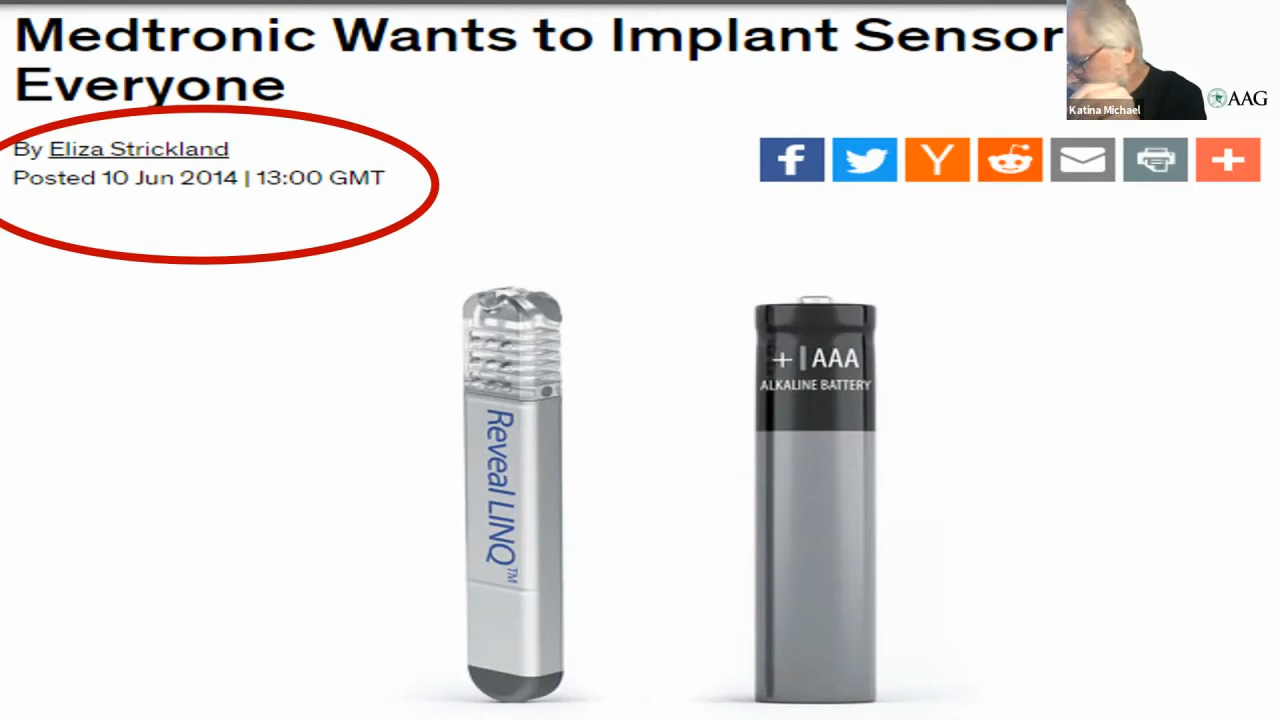 Medtronic Wants to Implant Sensor
Everyone
Katina Michael
AAG
By Eliza Strickland
Posted 10 Jun 2014 | 13:00 GMT
+ | AAA
ALKALINE BATTERY
Reveal LINQ™